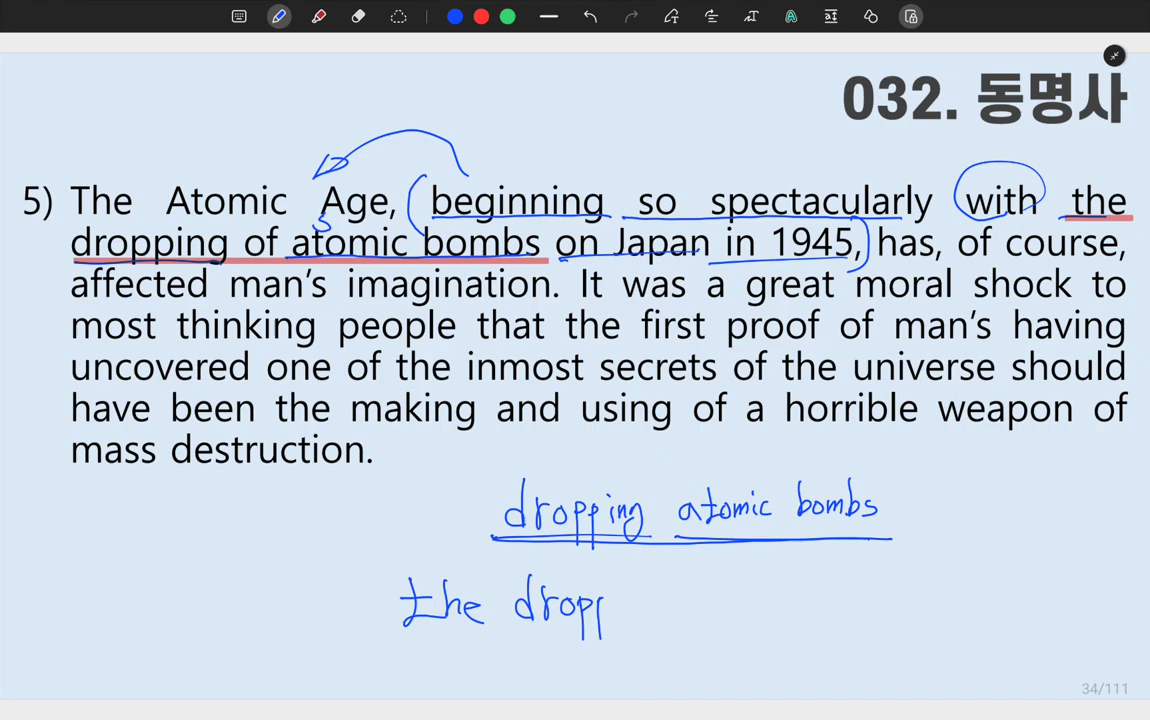 032. 동명사
5) The Atomic Age, beginning so spectacularly with the
s
dropping of atomic bombs on Japan in 1945, has, of course,
affected man's imagination. It was a great moral shock to
most thinking people that the first proof of man's having
uncovered one of the inmost secrets of the universe should
have been the making and using of a horrible weapon of
mass destruction.
dropping atomic bombs
the dropp
34/111